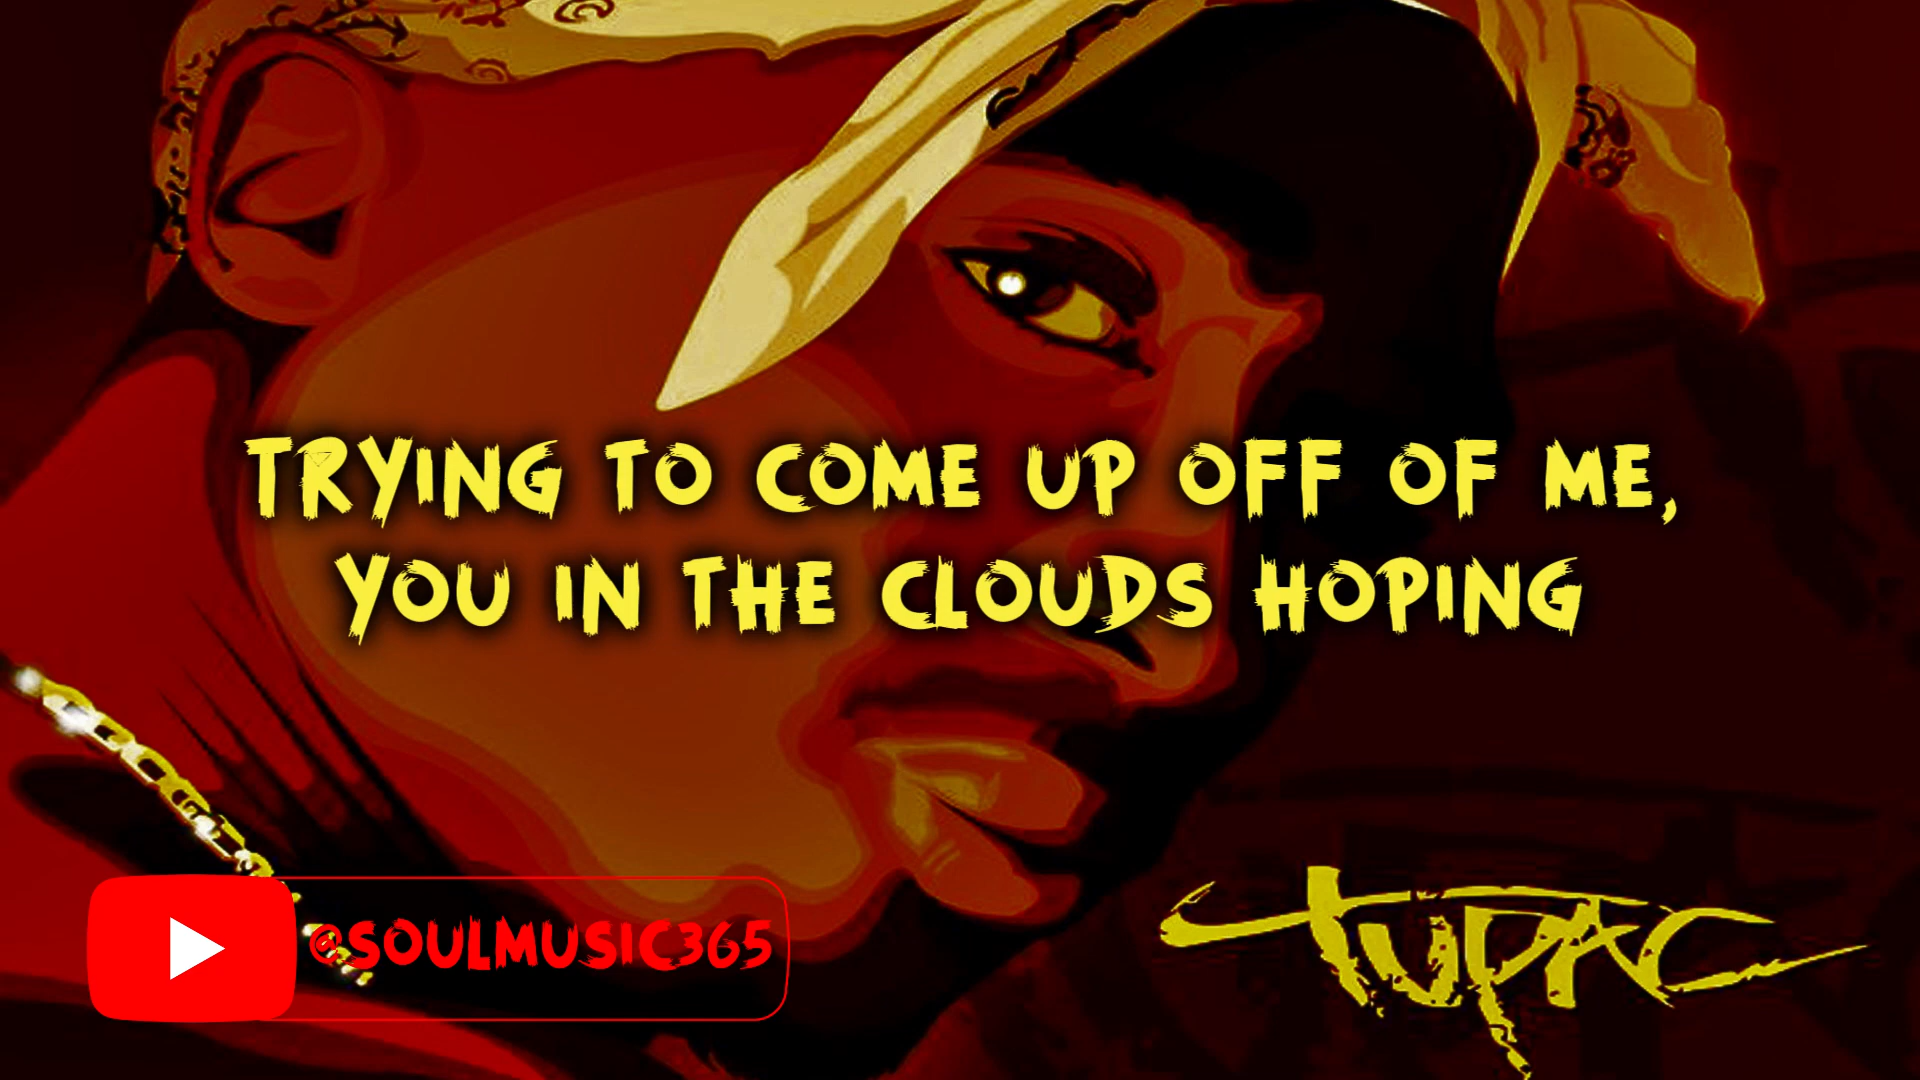 TRYING TO COME UP OFF OF ME,
YOU IN THE CLOUDS HOPING
@SOULMUSIC365
TUPAC